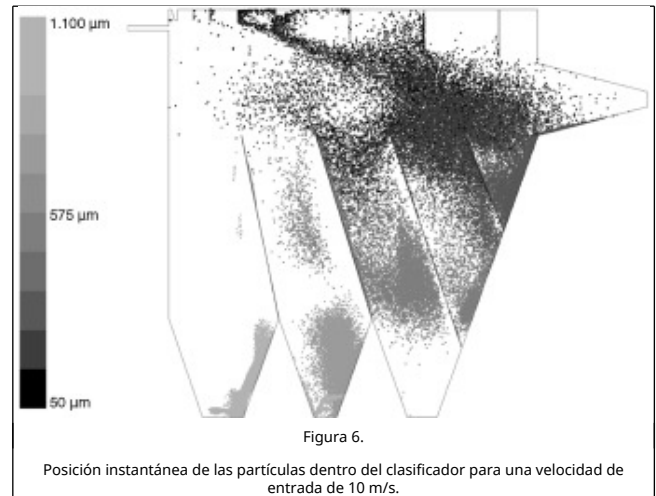 1.100 µm
575 µm
50 µm
Figura 6.
Posición instantánea de las partículas dentro del clasificador para una velocidad de
entrada de 10 m/s.